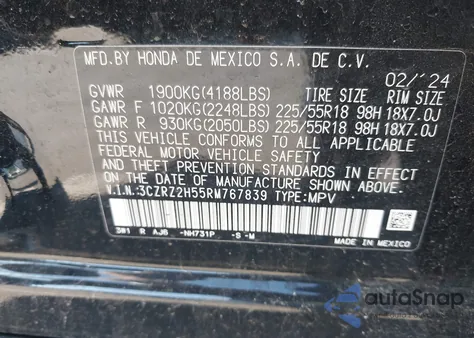 MFD.BY HONDA DE MEXICO S.A. DE C.V.
02/'24
GVWR 1900KG(4188LBS) TIRE SIZE RIM SIZE
GAWR F 1020KG(2248LBS) 225/55R18 98H 18X7.0J
GAWR R 930KG(2050LBS) 225/55R18 98H 18X7.0J
THIS VEHICLE CONFORMS TO ALL APPLICABLE
FEDERAL MOTOR VEHICLE SAFETY
AND THEFT PREVENTION STANDARDS IN EFFECT
ON THE DATE OF MANUFACTURE SHOWN ABOVE.
V.I.N.:3CZRZ2H55RM767839 TYPE:MPV
3W1 R AJ6 -NH731P -S -M
MADE IN MEXICO
autoSnap